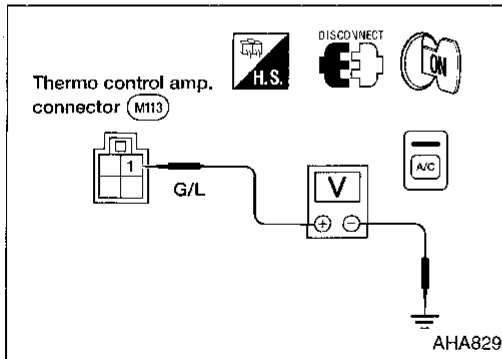 DISCONNECT
H.S.
ON
Thermo control amp.
connector M113
A/C
1
V
G/L
+ −
AHA829